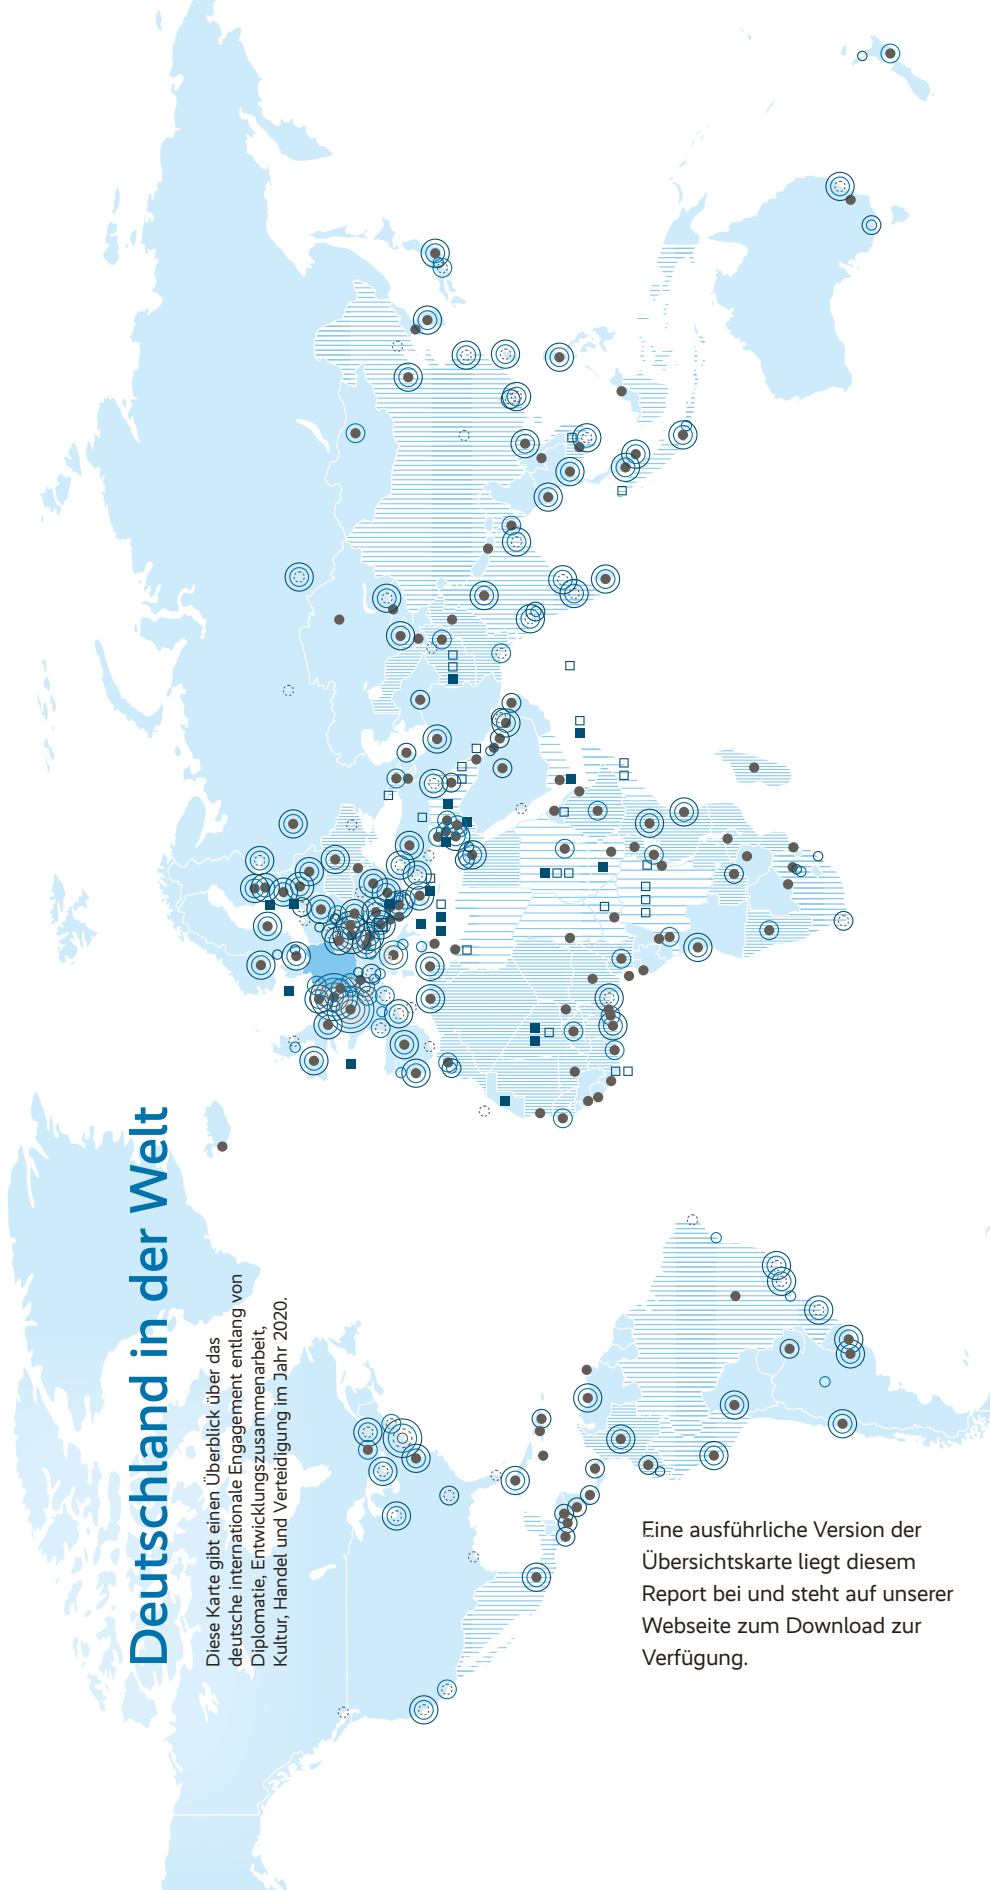 Deutschland in der Welt
Diese Karte gibt einen Überblick über das
deutsche internationale Engagement entlang von
Diplomatie, Entwicklungszusammenarbeit,
Kultur, Handel und Verteidigung im Jahr 2020.
Eine ausführliche Version der
Übersichtskarte liegt diesem
Report bei und steht auf unserer
Webseite zum Download zur
Verfügung.